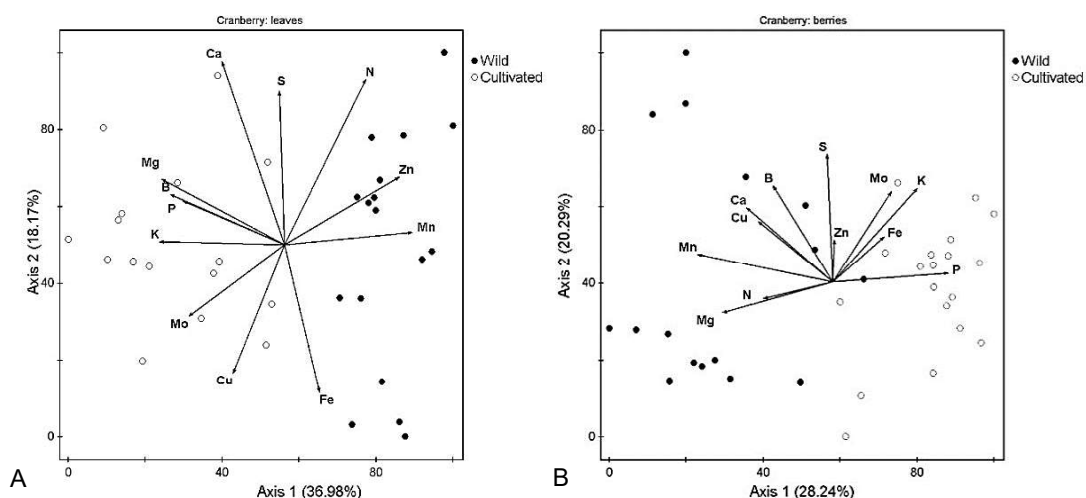 Cranberry: leaves
Ca
S
N
Mg
B
P
Zn
K
Mn
Mo
Cu
Fe
80
40
0
Axis 2 (18.17%)
0
40
80
Axis 1 (36.98%)
Wild
Cultivated
A
Cranberry: berries
S
B
Mo
K
Ca
Cu
Zn
Fe
Mn
P
N
Mg
80
40
0
Axis 2 (20.29%)
0
40
80
Axis 1 (28.24%)
Wild
Cultivated
B